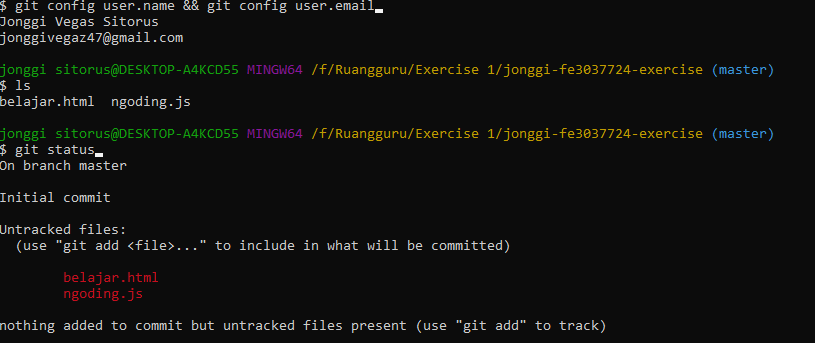 $ git config user.name && git config user.email
Jonggi Vegas Sitorus
jonggivegaz47@gmail.com
jonggi sitorus@DESKTOP-A4KCD55 MINGW64 /f/Ruangguru/Exercise 1/jonggi-fe3037724-exercise (master)
$ ls
belajar.html  ngoding.js
jonggi sitorus@DESKTOP-A4KCD55 MINGW64 /f/Ruangguru/Exercise 1/jonggi-fe3037724-exercise (master)
$ git status
On branch master
Initial commit
Untracked files:
  (use "git add <file>..." to include in what will be committed)
        belajar.html
        ngoding.js
nothing added to commit but untracked files present (use "git add" to track)